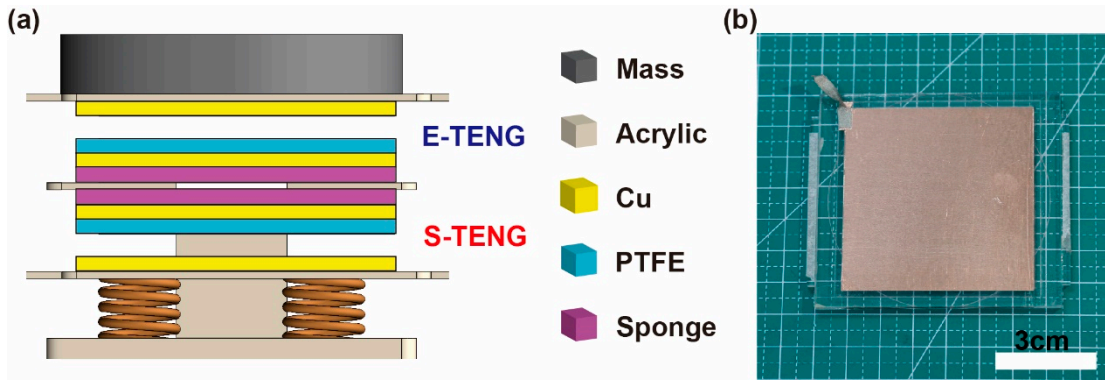 (a)
E-TENG
S-TENG
Mass
Acrylic
Cu
PTFE
Sponge
(b)
3cm